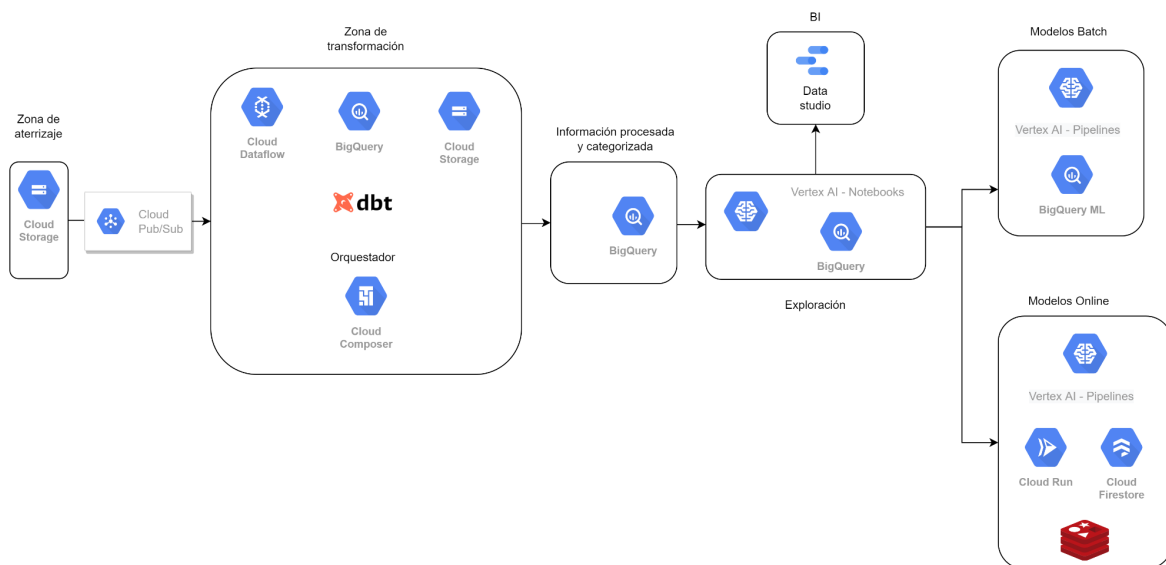 Zona de
aterrizaje
Cloud
Storage
Cloud
Pub/Sub
Zona de
transformación
Cloud
Dataflow
BigQuery
Cloud
Storage
dbt
Orquestador
Cloud
Composer
Información procesada
y categorizada
BigQuery
BI
Data
studio
Vertex AI - Notebooks
BigQuery
Exploración
Modelos Batch
Vertex AI - Pipelines
BigQuery ML
Modelos Online
Vertex AI - Pipelines
Cloud Run
Cloud
Firestore